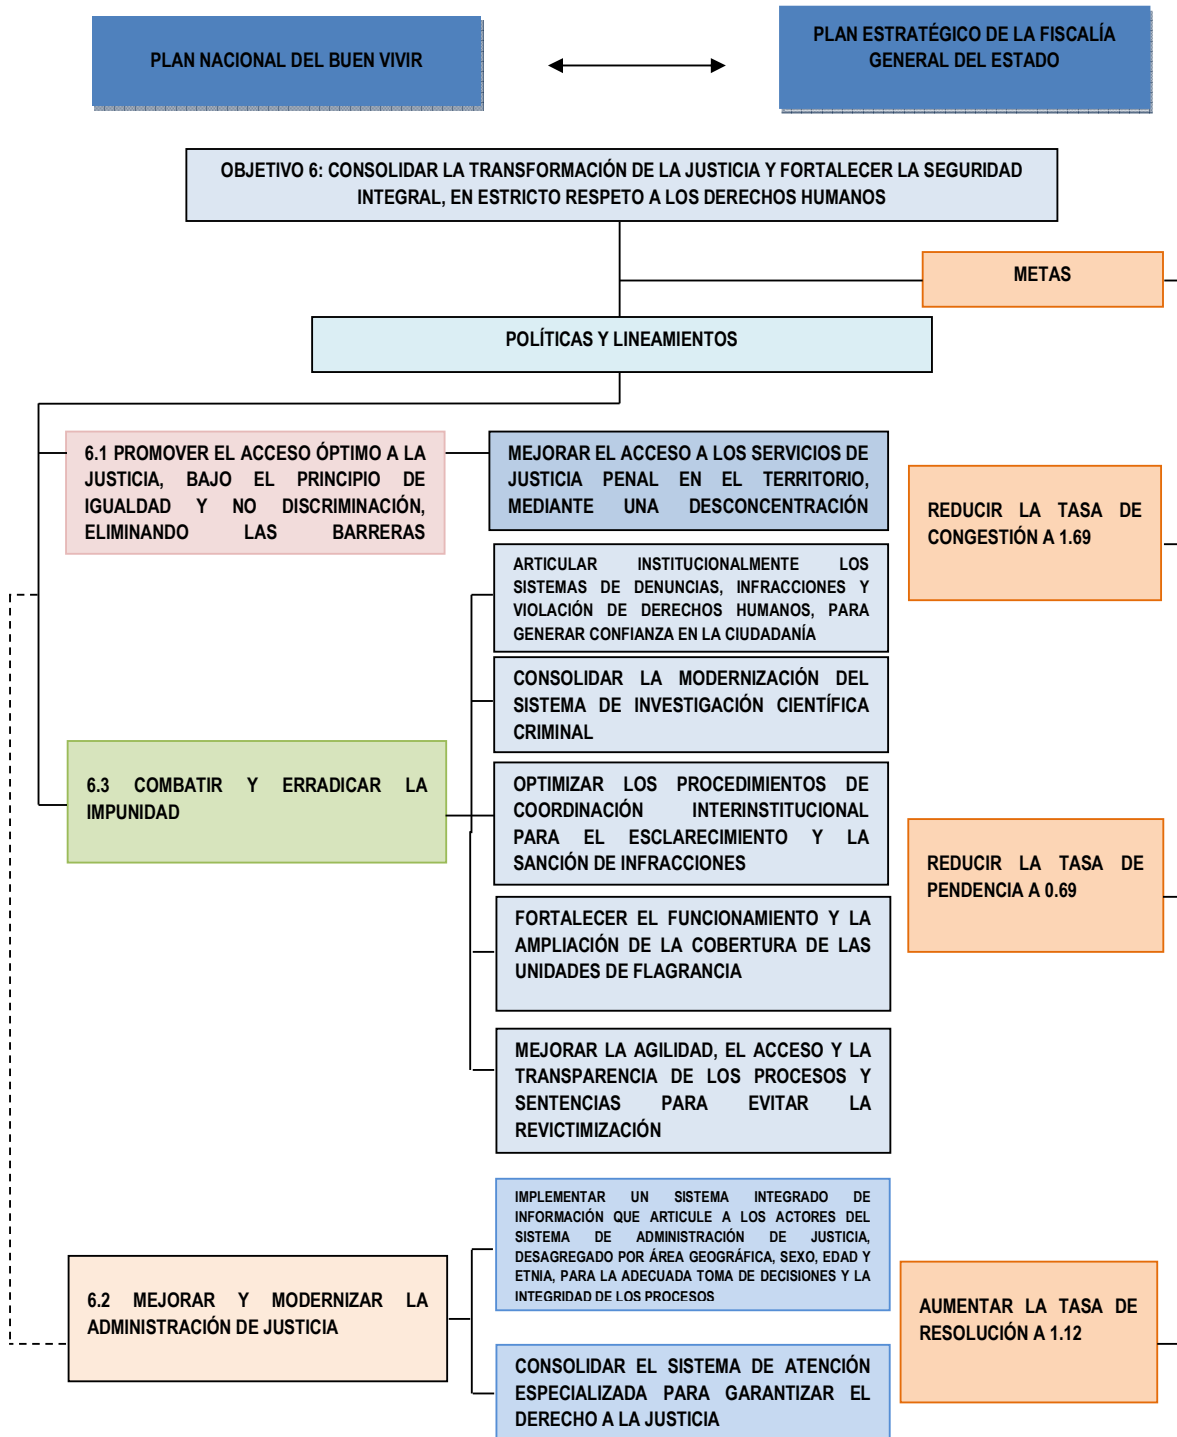 PLAN NACIONAL DEL BUEN VIVIR
PLAN ESTRATÉGICO DE LA FISCALÍA
GENERAL DEL ESTADO
OBJETIVO 6: CONSOLIDAR LA TRANSFORMACIÓN DE LA JUSTICIA Y FORTALECER LA SEGURIDAD
INTEGRAL, EN ESTRICTO RESPETO A LOS DERECHOS HUMANOS
METAS
POLÍTICAS Y LINEAMIENTOS
6.1 PROMOVER EL ACCESO ÓPTIMO A LA
JUSTICIA, BAJO EL PRINCIPIO DE
IGUALDAD Y NO DISCRIMINACIÓN,
ELIMINANDO LAS BARRERAS
MEJORAR EL ACCESO A LOS SERVICIOS DE
JUSTICIA PENAL EN EL TERRITORIO,
MEDIANTE UNA DESCONCENTRACIÓN
REDUCIR LA TASA DE
CONGESTIÓN A 1.69
ARTICULAR INSTITUCIONALMENTE LOS
SISTEMAS DE DENUNCIAS, INFRACCIONES Y
VIOLACIÓN DE DERECHOS HUMANOS, PARA
GENERAR CONFIANZA EN LA CIUDADANÍA
CONSOLIDAR LA MODERNIZACIÓN DEL
SISTEMA DE INVESTIGACIÓN CIENTÍFICA
CRIMINAL
6.3 COMBATIR Y ERRADICAR LA
IMPUNIDAD
OPTIMIZAR LOS PROCEDIMIENTOS DE
COORDINACIÓN INTERINSTITUCIONAL
PARA EL ESCLARECIMIENTO Y LA
SANCIÓN DE INFRACCIONES
REDUCIR LA TASA DE
PENDENCIA A 0.69
FORTALECER EL FUNCIONAMIENTO Y LA
AMPLIACIÓN DE LA COBERTURA DE LAS
UNIDADES DE FLAGRANCIA
MEJORAR LA AGILIDAD, EL ACCESO Y LA
TRANSPARENCIA DE LOS PROCESOS Y
SENTENCIAS PARA EVITAR LA
REVICTIMIZACIÓN
IMPLEMENTAR UN SISTEMA INTEGRADO DE
INFORMACIÓN QUE ARTICULE A LOS ACTORES DEL
SISTEMA DE ADMINISTRACIÓN DE JUSTICIA,
DESAGREGADO POR ÁREA GEOGRÁFICA, SEXO, EDAD Y
ETNIA, PARA LA ADECUADA TOMA DE DECISIONES Y LA
INTEGRIDAD DE LOS PROCESOS
6.2 MEJORAR Y MODERNIZAR LA
ADMINISTRACIÓN DE JUSTICIA
AUMENTAR LA TASA DE
RESOLUCIÓN A 1.12
CONSOLIDAR EL SISTEMA DE ATENCIÓN
ESPECIALIZADA PARA GARANTIZAR EL
DERECHO A LA JUSTICIA